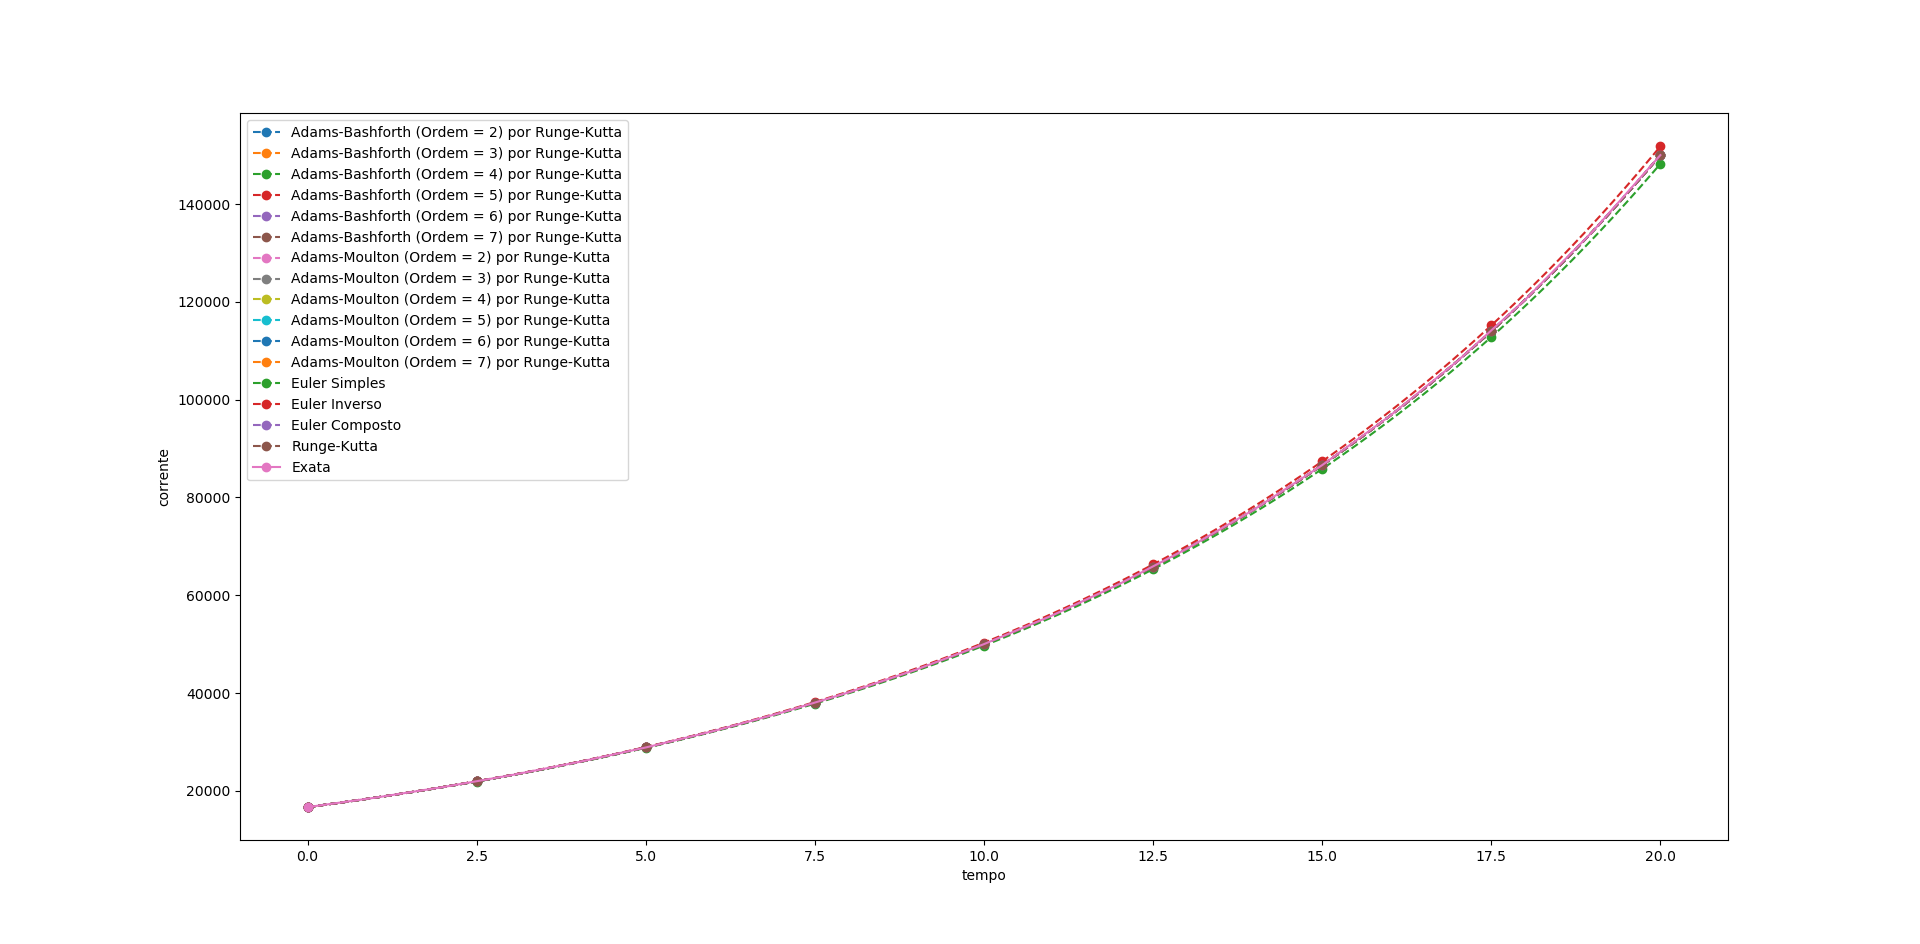 Adams-Bashforth (Ordem = 2) por Runge-Kutta
Adams-Bashforth (Ordem = 3) por Runge-Kutta
Adams-Bashforth (Ordem = 4) por Runge-Kutta
Adams-Bashforth (Ordem = 5) por Runge-Kutta
Adams-Bashforth (Ordem = 6) por Runge-Kutta
Adams-Bashforth (Ordem = 7) por Runge-Kutta
Adams-Moulton (Ordem = 2) por Runge-Kutta
Adams-Moulton (Ordem = 3) por Runge-Kutta
Adams-Moulton (Ordem = 4) por Runge-Kutta
Adams-Moulton (Ordem = 5) por Runge-Kutta
Adams-Moulton (Ordem = 6) por Runge-Kutta
Adams-Moulton (Ordem = 7) por Runge-Kutta
Euler Simples
Euler Inverso
Euler Composto
Runge-Kutta
Exata
140000
120000
100000
80000
60000
40000
20000
corrente
0.0 2.5 5.0 7.5 10.0 12.5 15.0 17.5 20.0
tempo